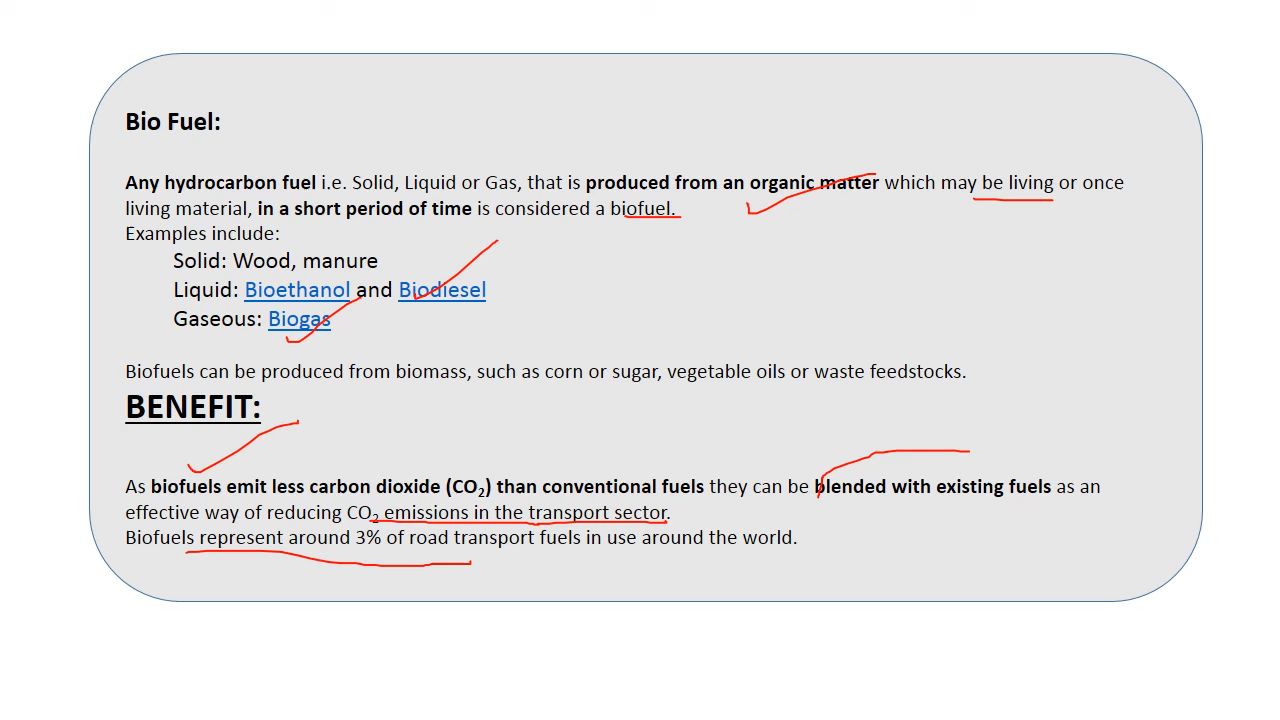 Bio Fuel:
Any hydrocarbon fuel i.e. Solid, Liquid or Gas, that is produced from an organic matter which may be living or once
living material, in a short period of time is considered a biofuel.
Examples include:
Solid: Wood, manure
Liquid: Bioethanol and Biodiesel
Gaseous: Biogas
Biofuels can be produced from biomass, such as corn or sugar, vegetable oils or waste feedstocks.
BENEFIT:
As biofuels emit less carbon dioxide (CO₂) than conventional fuels they can be blended with existing fuels as an
effective way of reducing CO₂ emissions in the transport sector.
Biofuels represent around 3% of road transport fuels in use around the world.